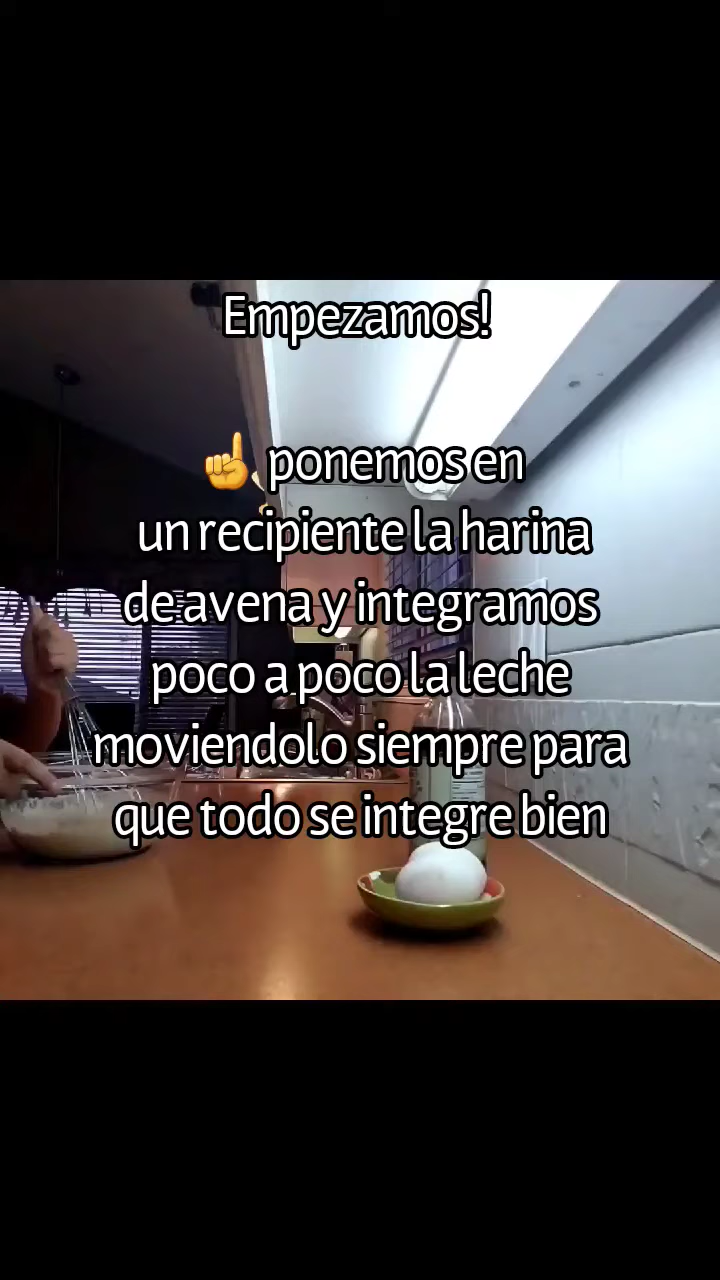 Empezamos!
☝ ponemos en
un recipiente la harina
de avena y integramos
poco a poco la leche
moviendolo siempre para
que todo se integre bien